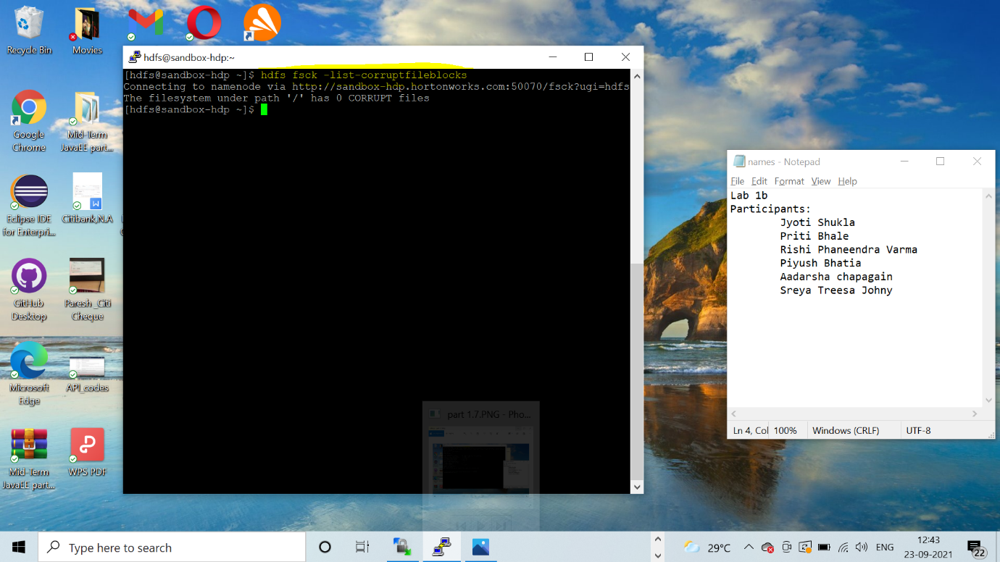 Recycle Bin
Movies
hdfs@sandbox-hdp:~
[hdfs@sandbox-hdp ~]$ hdfs fsck -list-corruptfileblocks
Connecting to namenode via http://sandbox-hdp.hortonworks.com:50070/fsck?ugi=hdfs
The filesystem under path '/' has 0 CORRUPT files
[hdfs@sandbox-hdp ~]$
Google
Chrome
Mid-Term
JavaEE part...
Eclipse IDE
for Enterpri...
Citibank,N.A
GitHub
Desktop
Paresh _Citi
Cheque
Microsoft
Edge
API_codes
Mid-Term
JavaEE part...
WPS PDF
names - Notepad
File Edit Format View Help
Lab 1b
Participants:
Jyoti Shukla
Priti Bhale
Rishi Phaneendra Varma
Piyush Bhatia
Aadarsha chapagain
Sreya Treesa Johny
Ln 4, Col 100% Windows (CRLF) UTF-8
part 1.7.PNG - Pho...
Type here to search
29°C
ENG
12:43
23-09-2021
22